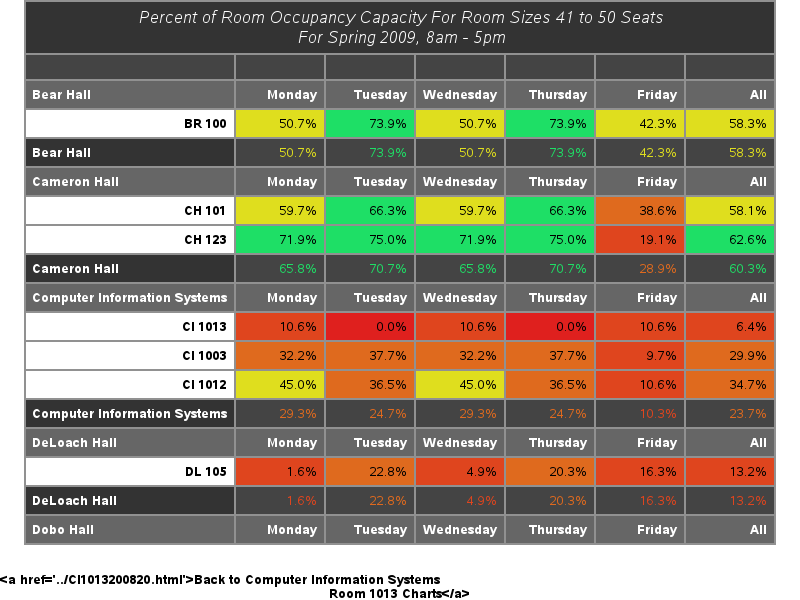 Percent of Room Occupancy Capacity For Room Sizes 41 to 50 Seats
For Spring 2009, 8am - 5pm
Bear Hall Monday Tuesday Wednesday Thursday Friday All
BR 100 50.7% 73.9% 50.7% 73.9% 42.3% 58.3%
Bear Hall 50.7% 73.9% 50.7% 73.9% 42.3% 58.3%
Cameron Hall Monday Tuesday Wednesday Thursday Friday All
CH 101 59.7% 66.3% 59.7% 66.3% 38.6% 58.1%
CH 123 71.9% 75.0% 71.9% 75.0% 19.1% 62.6%
Cameron Hall 65.8% 70.7% 65.8% 70.7% 28.9% 60.3%
Computer Information Systems Monday Tuesday Wednesday Thursday Friday All
CI 1013 10.6% 0.0% 10.6% 0.0% 10.6% 6.4%
CI 1003 32.2% 37.7% 32.2% 37.7% 9.7% 29.9%
CI 1012 45.0% 36.5% 45.0% 36.5% 10.6% 34.7%
Computer Information Systems 29.3% 24.7% 29.3% 24.7% 10.3% 23.7%
DeLoach Hall Monday Tuesday Wednesday Thursday Friday All
DL 105 1.6% 22.8% 4.9% 20.3% 16.3% 13.2%
DeLoach Hall 1.6% 22.8% 4.9% 20.3% 16.3% 13.2%
Dobo Hall Monday Tuesday Wednesday Thursday Friday All
<a href='../CI1013200820.html'>Back to Computer Information Systems
Room 1013 Charts</a>